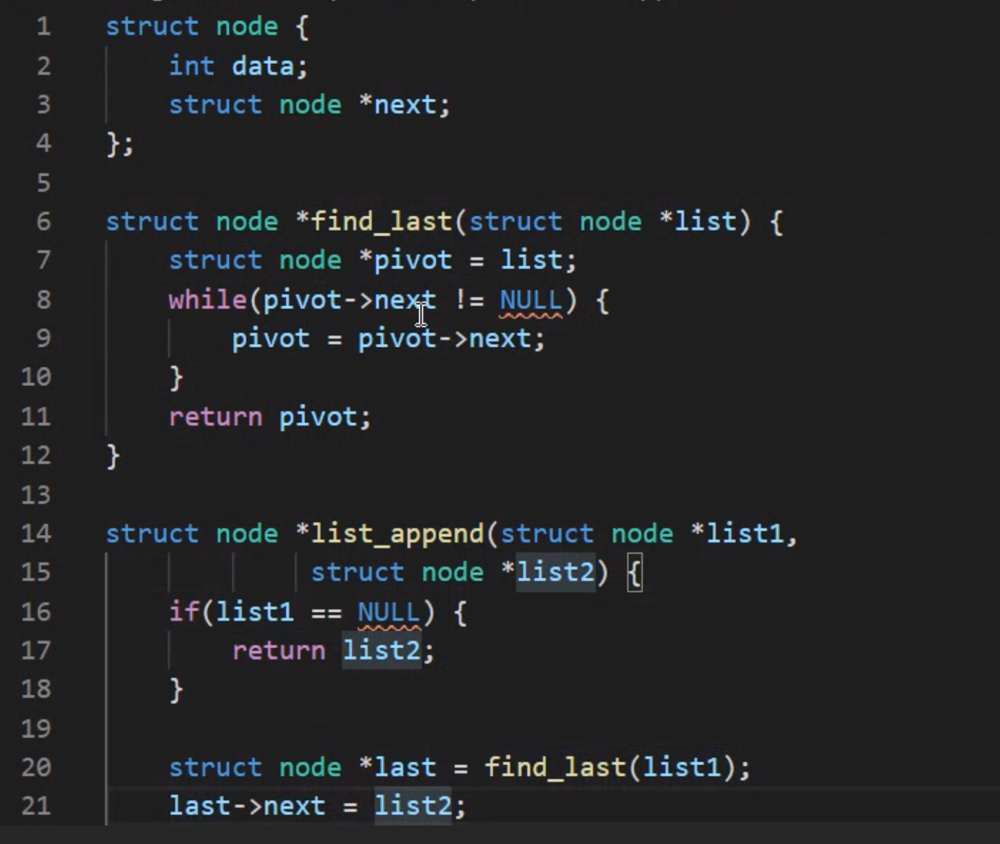 1 struct node {
2     int data;
3     struct node *next;
4 };
5
6 struct node *find_last(struct node *list) {
7     struct node *pivot = list;
8     while(pivot->next != NULL) {
9         pivot = pivot->next;
10     }
11     return pivot;
12 }
13
14 struct node *list_append(struct node *list1,
15              struct node *list2) {
16     if(list1 == NULL) {
17         return list2;
18     }
19
20     struct node *last = find_last(list1);
21     last->next = list2;